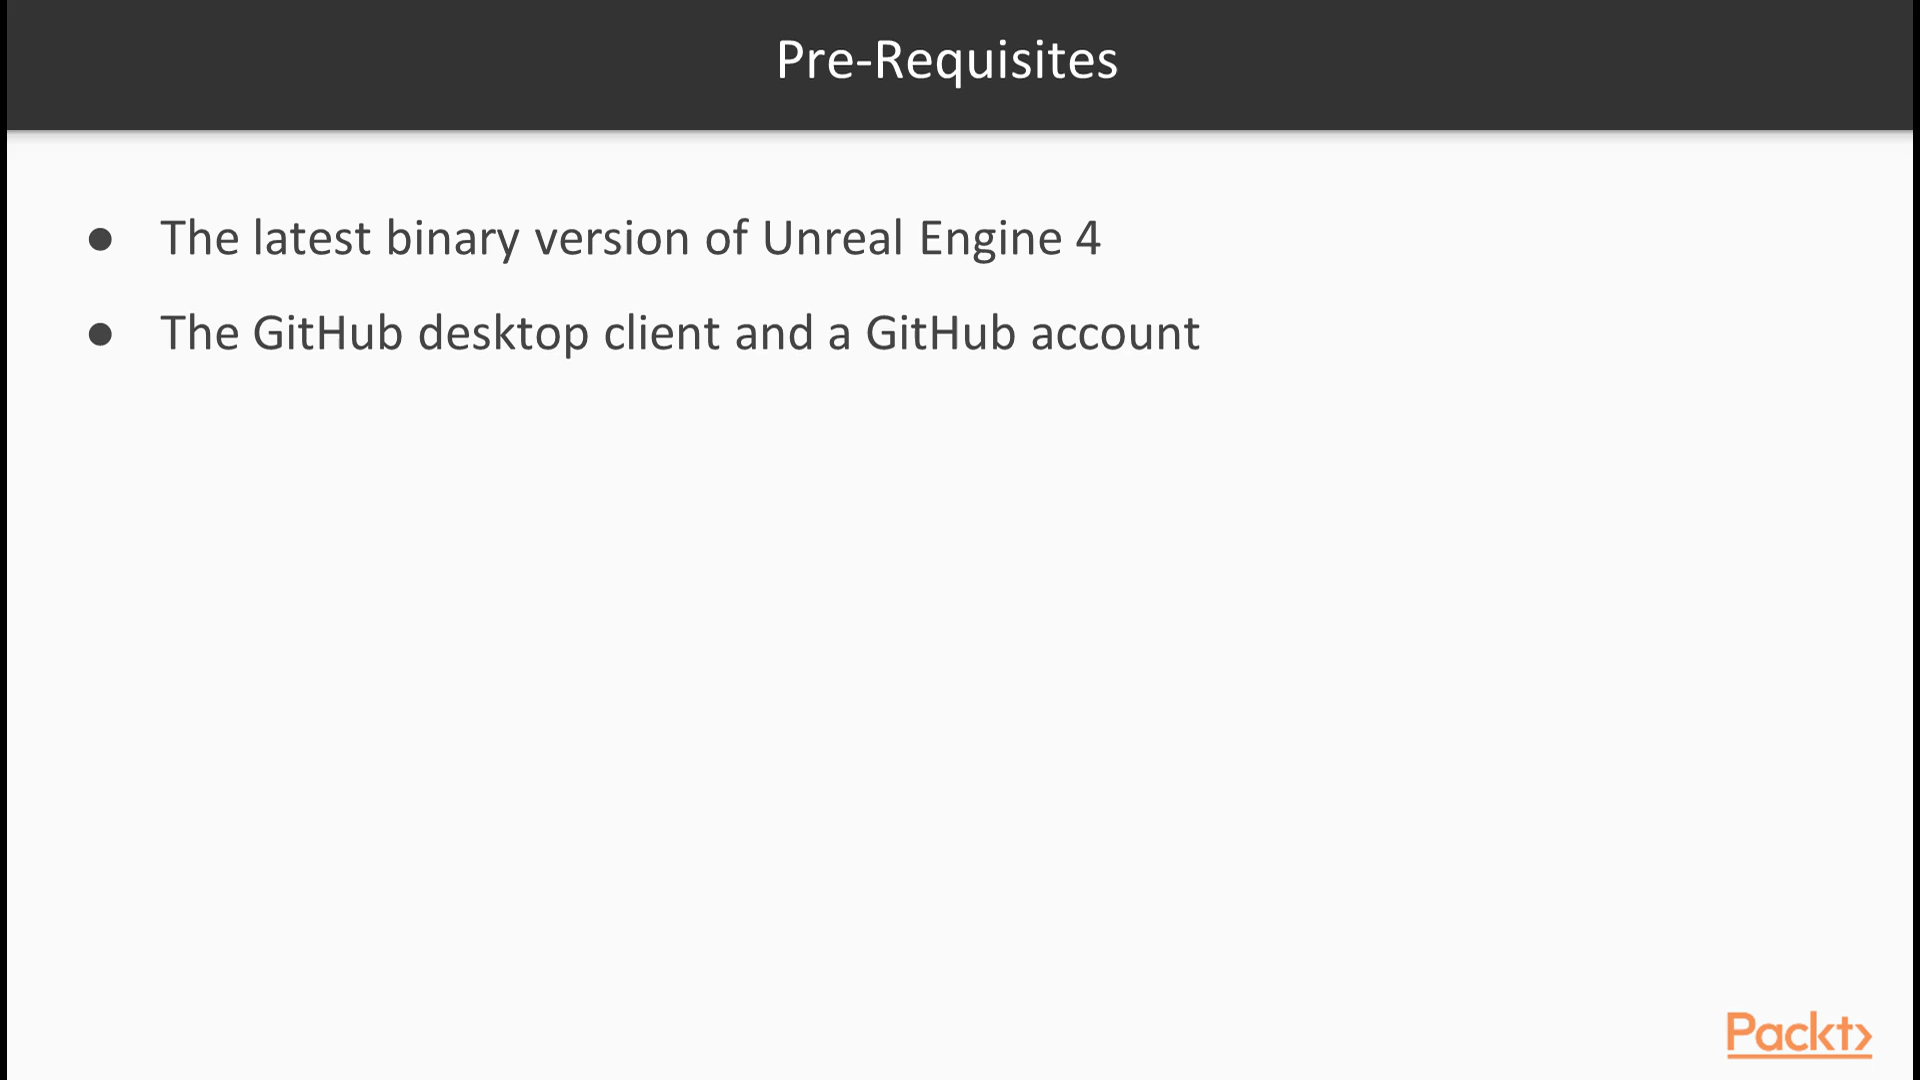 Pre-Requisites
● The latest binary version of Unreal Engine 4
● The GitHub desktop client and a GitHub account
Packt>